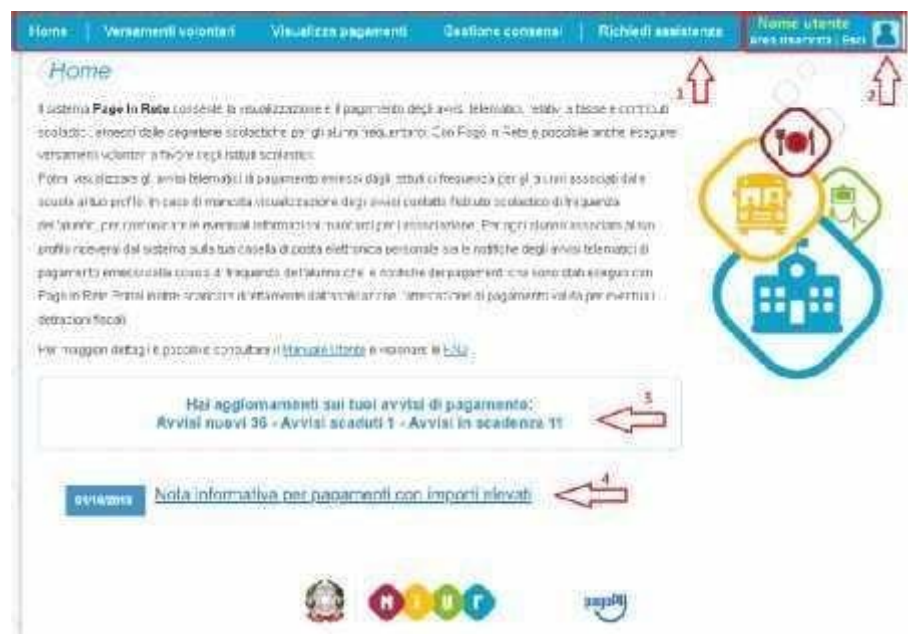 Home | Versamenti volontari Visualizza pagamenti Gestione consensi | Richiedi assistenza
Nome utente
Area riservata | Esci
1
2
Home
Il sistema Pago In Rete consente la visualizzazione e il pagamento degli avvisi telematici, relativi a tasse e contributi
scolastici, emessi dalle segreterie scolastiche per gli alunni frequentanti. Con Pago In Rete è possibile anche eseguire
versamenti volontari a favore degli istituti scolastici.
Potrai visualizzare gli avvisi telematici di pagamento emessi dagli istituti di frequenza per gli alunni associati dalla
scuola al tuo profilo. In caso di mancata visualizzazione degli avvisi contatta l'istituto scolastico di frequenza
dell'alunno, per comunicare le eventuali informazioni mancanti per l'associazione. Per ogni alunno associato al tuo
profilo riceverai dal sistema sulla tua casella di posta elettronica personale sia le notifiche degli avvisi telematici di
pagamento emessi dalla scuola di frequenza dell'alunno che le notifiche dei pagamenti che sono stati eseguiti con
Pago In Rete. Potrai inoltre scaricare direttamente dall'applicazione l'attestazione di pagamento valida per eventuali
detrazioni fiscali.
Per maggiori dettagli è possibile consultare il Manuale Utente e visionare le FAQ.
Hai aggiornamenti sui tuoi avvisi di pagamento:
Avvisi nuovi 36 - Avvisi scaduti 1 - Avvisi in scadenza 11
3
Nota informativa per pagamenti con importi elevati
4
M I U R
pagoPA